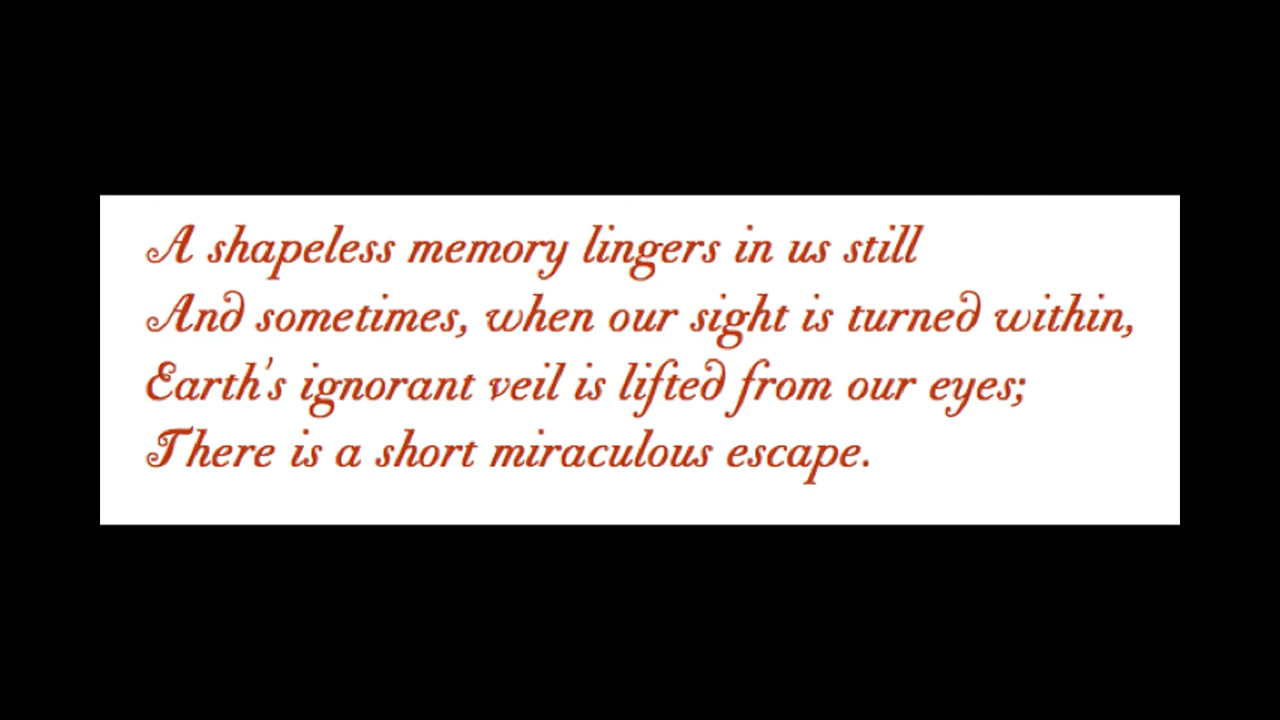 A shapeless memory lingers in us still
And sometimes, when our sight is turned within,
Earth's ignorant veil is lifted from our eyes;
There is a short miraculous escape.